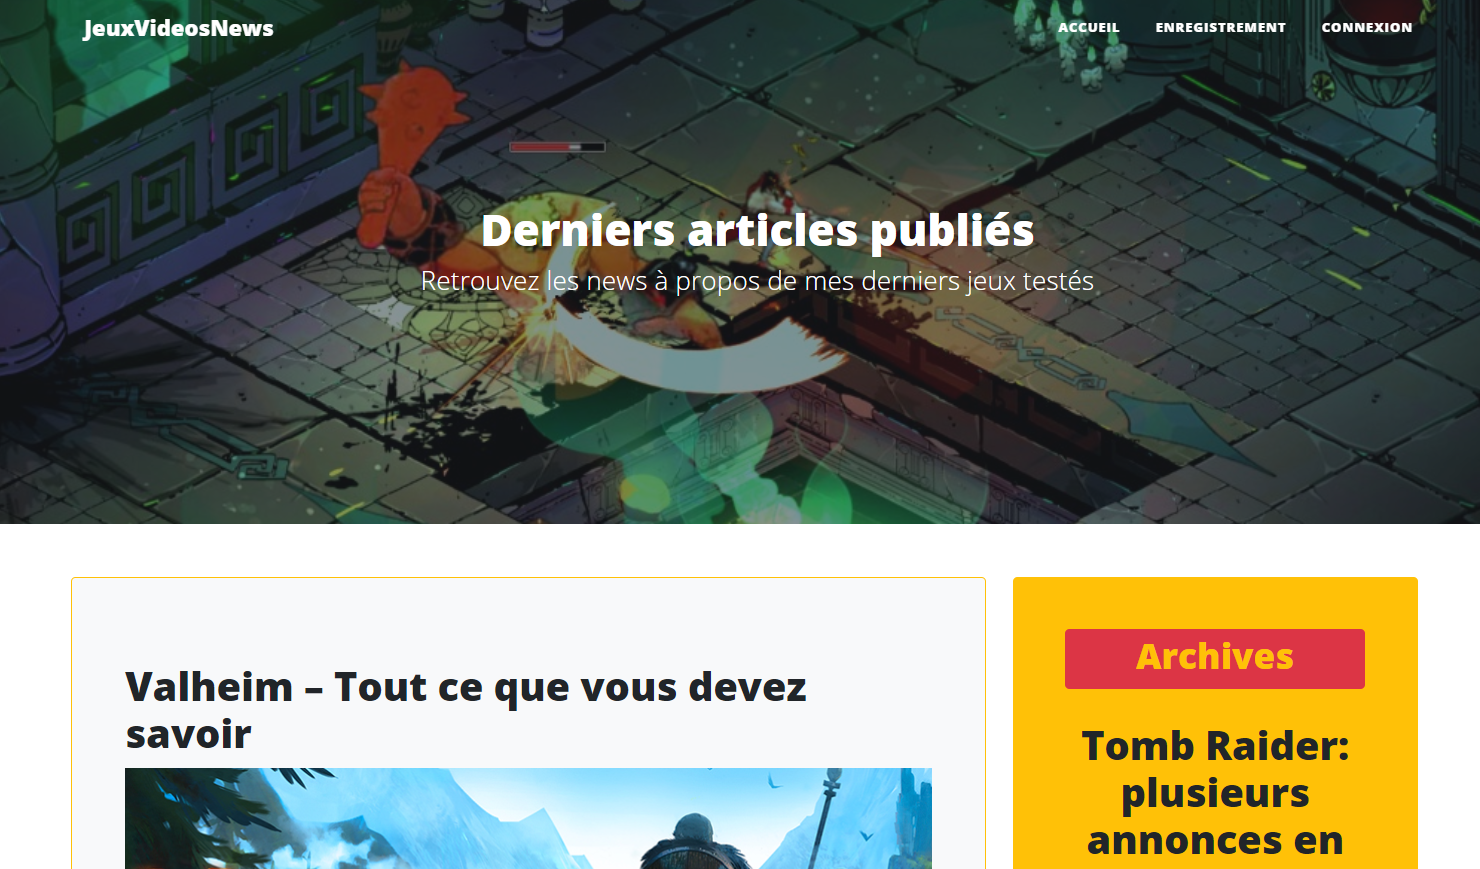 JeuxVideosNews
ACCUEIL ENREGISTREMENT CONNEXION
Derniers articles publiés
Retrouvez les news à propos de mes derniers jeux testés
Valheim – Tout ce que vous devez
savoir
Archives
Tomb Raider:
plusieurs
annonces en